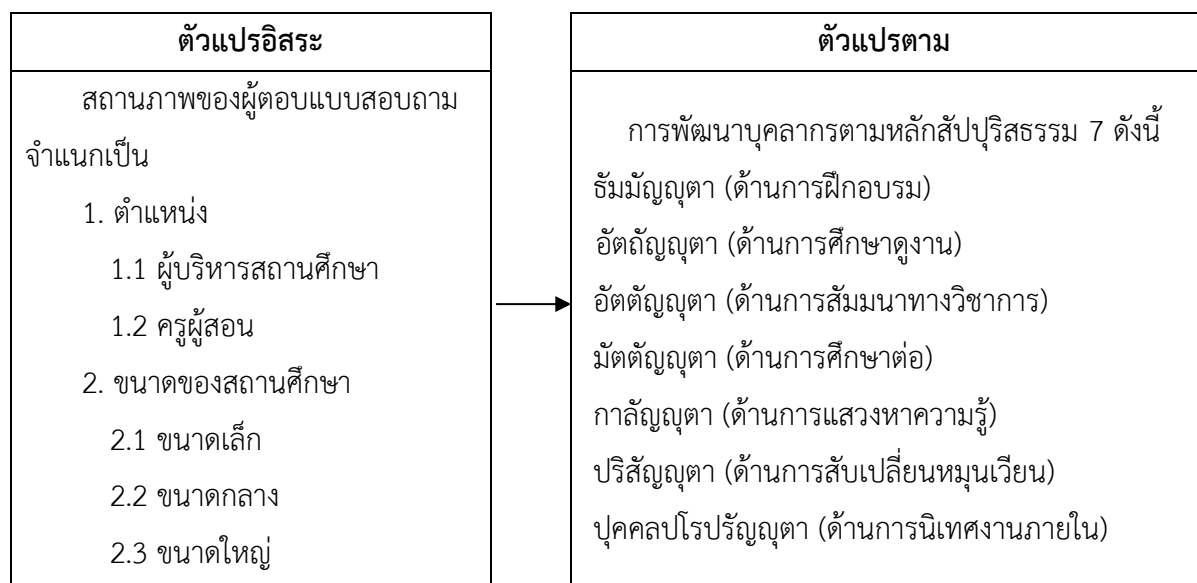 ตัวแปรอิสระ
สถานภาพของผู้ตอบแบบสอบถาม
จำแนกเป็น
1. ตำแหน่ง
1.1 ผู้บริหารสถานศึกษา
1.2 ครูผู้สอน
2. ขนาดของสถานศึกษา
2.1 ขนาดเล็ก
2.2 ขนาดกลาง
2.3 ขนาดใหญ่
ตัวแปรตาม
การพัฒนาบุคลากรตามหลักสัปปุริสธรรม 7 ดังนี้
ธัมมัญญุตา (ด้านการฝึกอบรม)
อัตถัญญุตา (ด้านการศึกษาดูงาน)
อัตตัญญุตา (ด้านการสัมมนาทางวิชาการ)
มัตตัญญุตา (ด้านการศึกษาต่อ)
กาลัญญุตา (ด้านการแสวงหาความรู้)
ปริสัญญุตา (ด้านการสับเปลี่ยนหมุนเวียน)
ปุคคลปโรปรัญญุตา (ด้านการนิเทศงานภายใน)